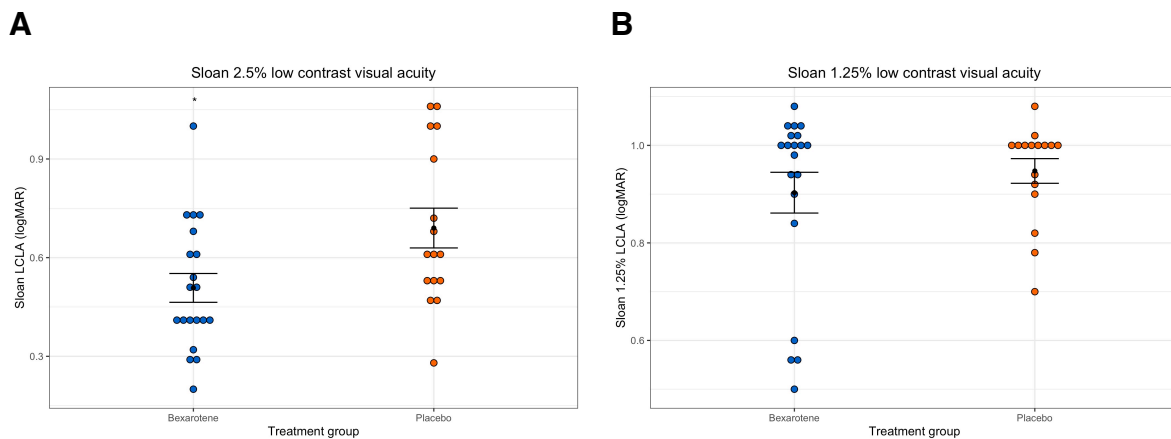 A
Sloan 2.5% low contrast visual acuity
*
0.9
0.6
0.3
Sloan LCLA (logMAR)
Bexarotene
Placebo
Treatment group
B
Sloan 1.25% low contrast visual acuity
1.0
0.8
0.6
Sloan 1.25% LCLA (logMAR)
Bexarotene
Placebo
Treatment group